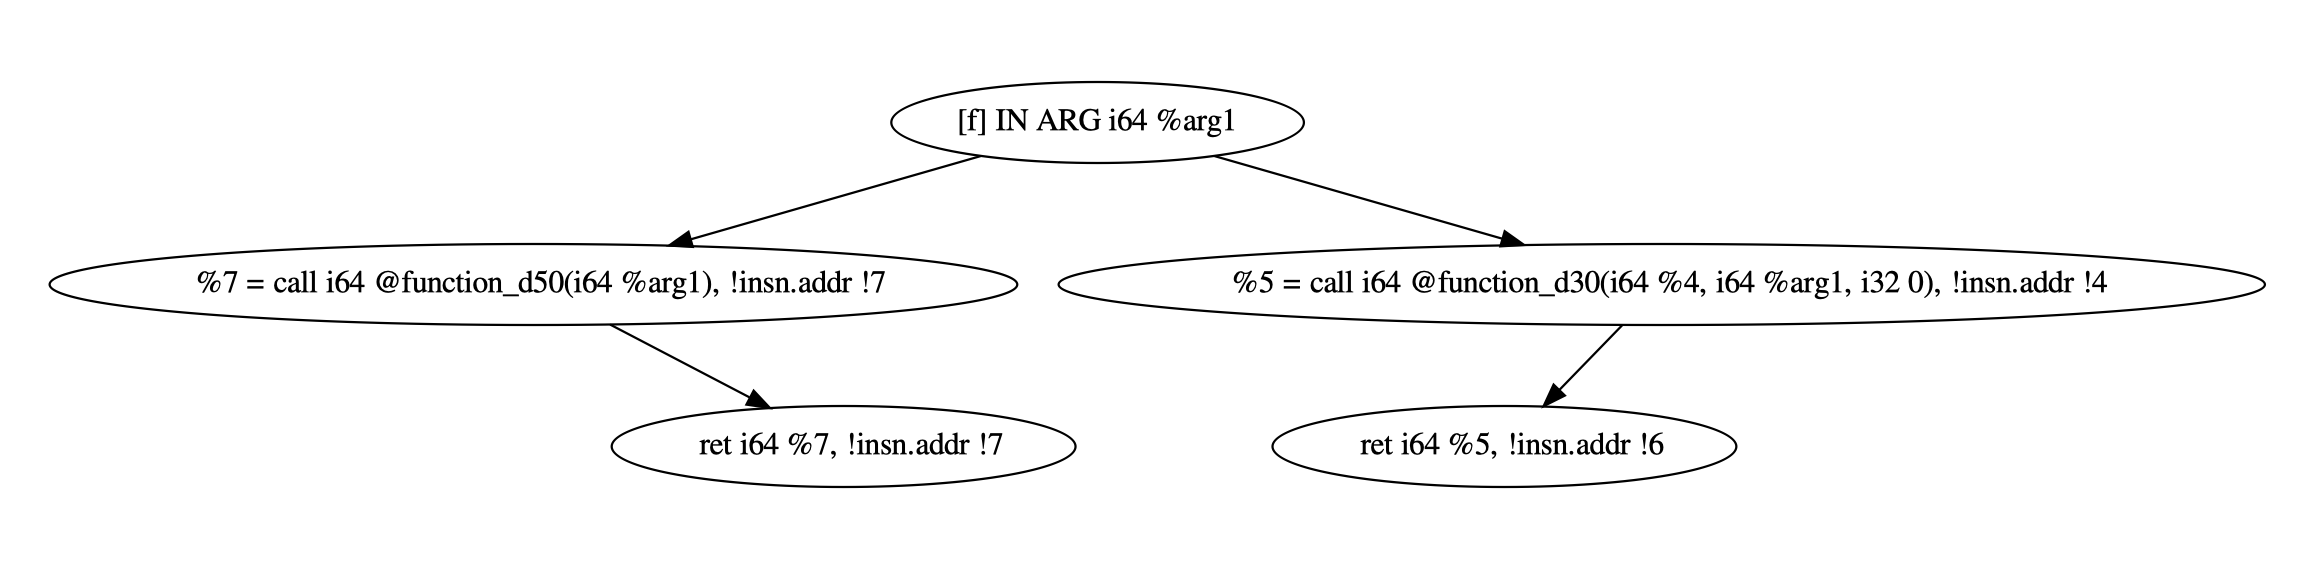 [f] IN ARG i64 %arg1
%7 = call i64 @function_d50(i64 %arg1), !insn.addr !7
%5 = call i64 @function_d30(i64 %4, i64 %arg1, i32 0), !insn.addr !4
ret i64 %7, !insn.addr !7
ret i64 %5, !insn.addr !6